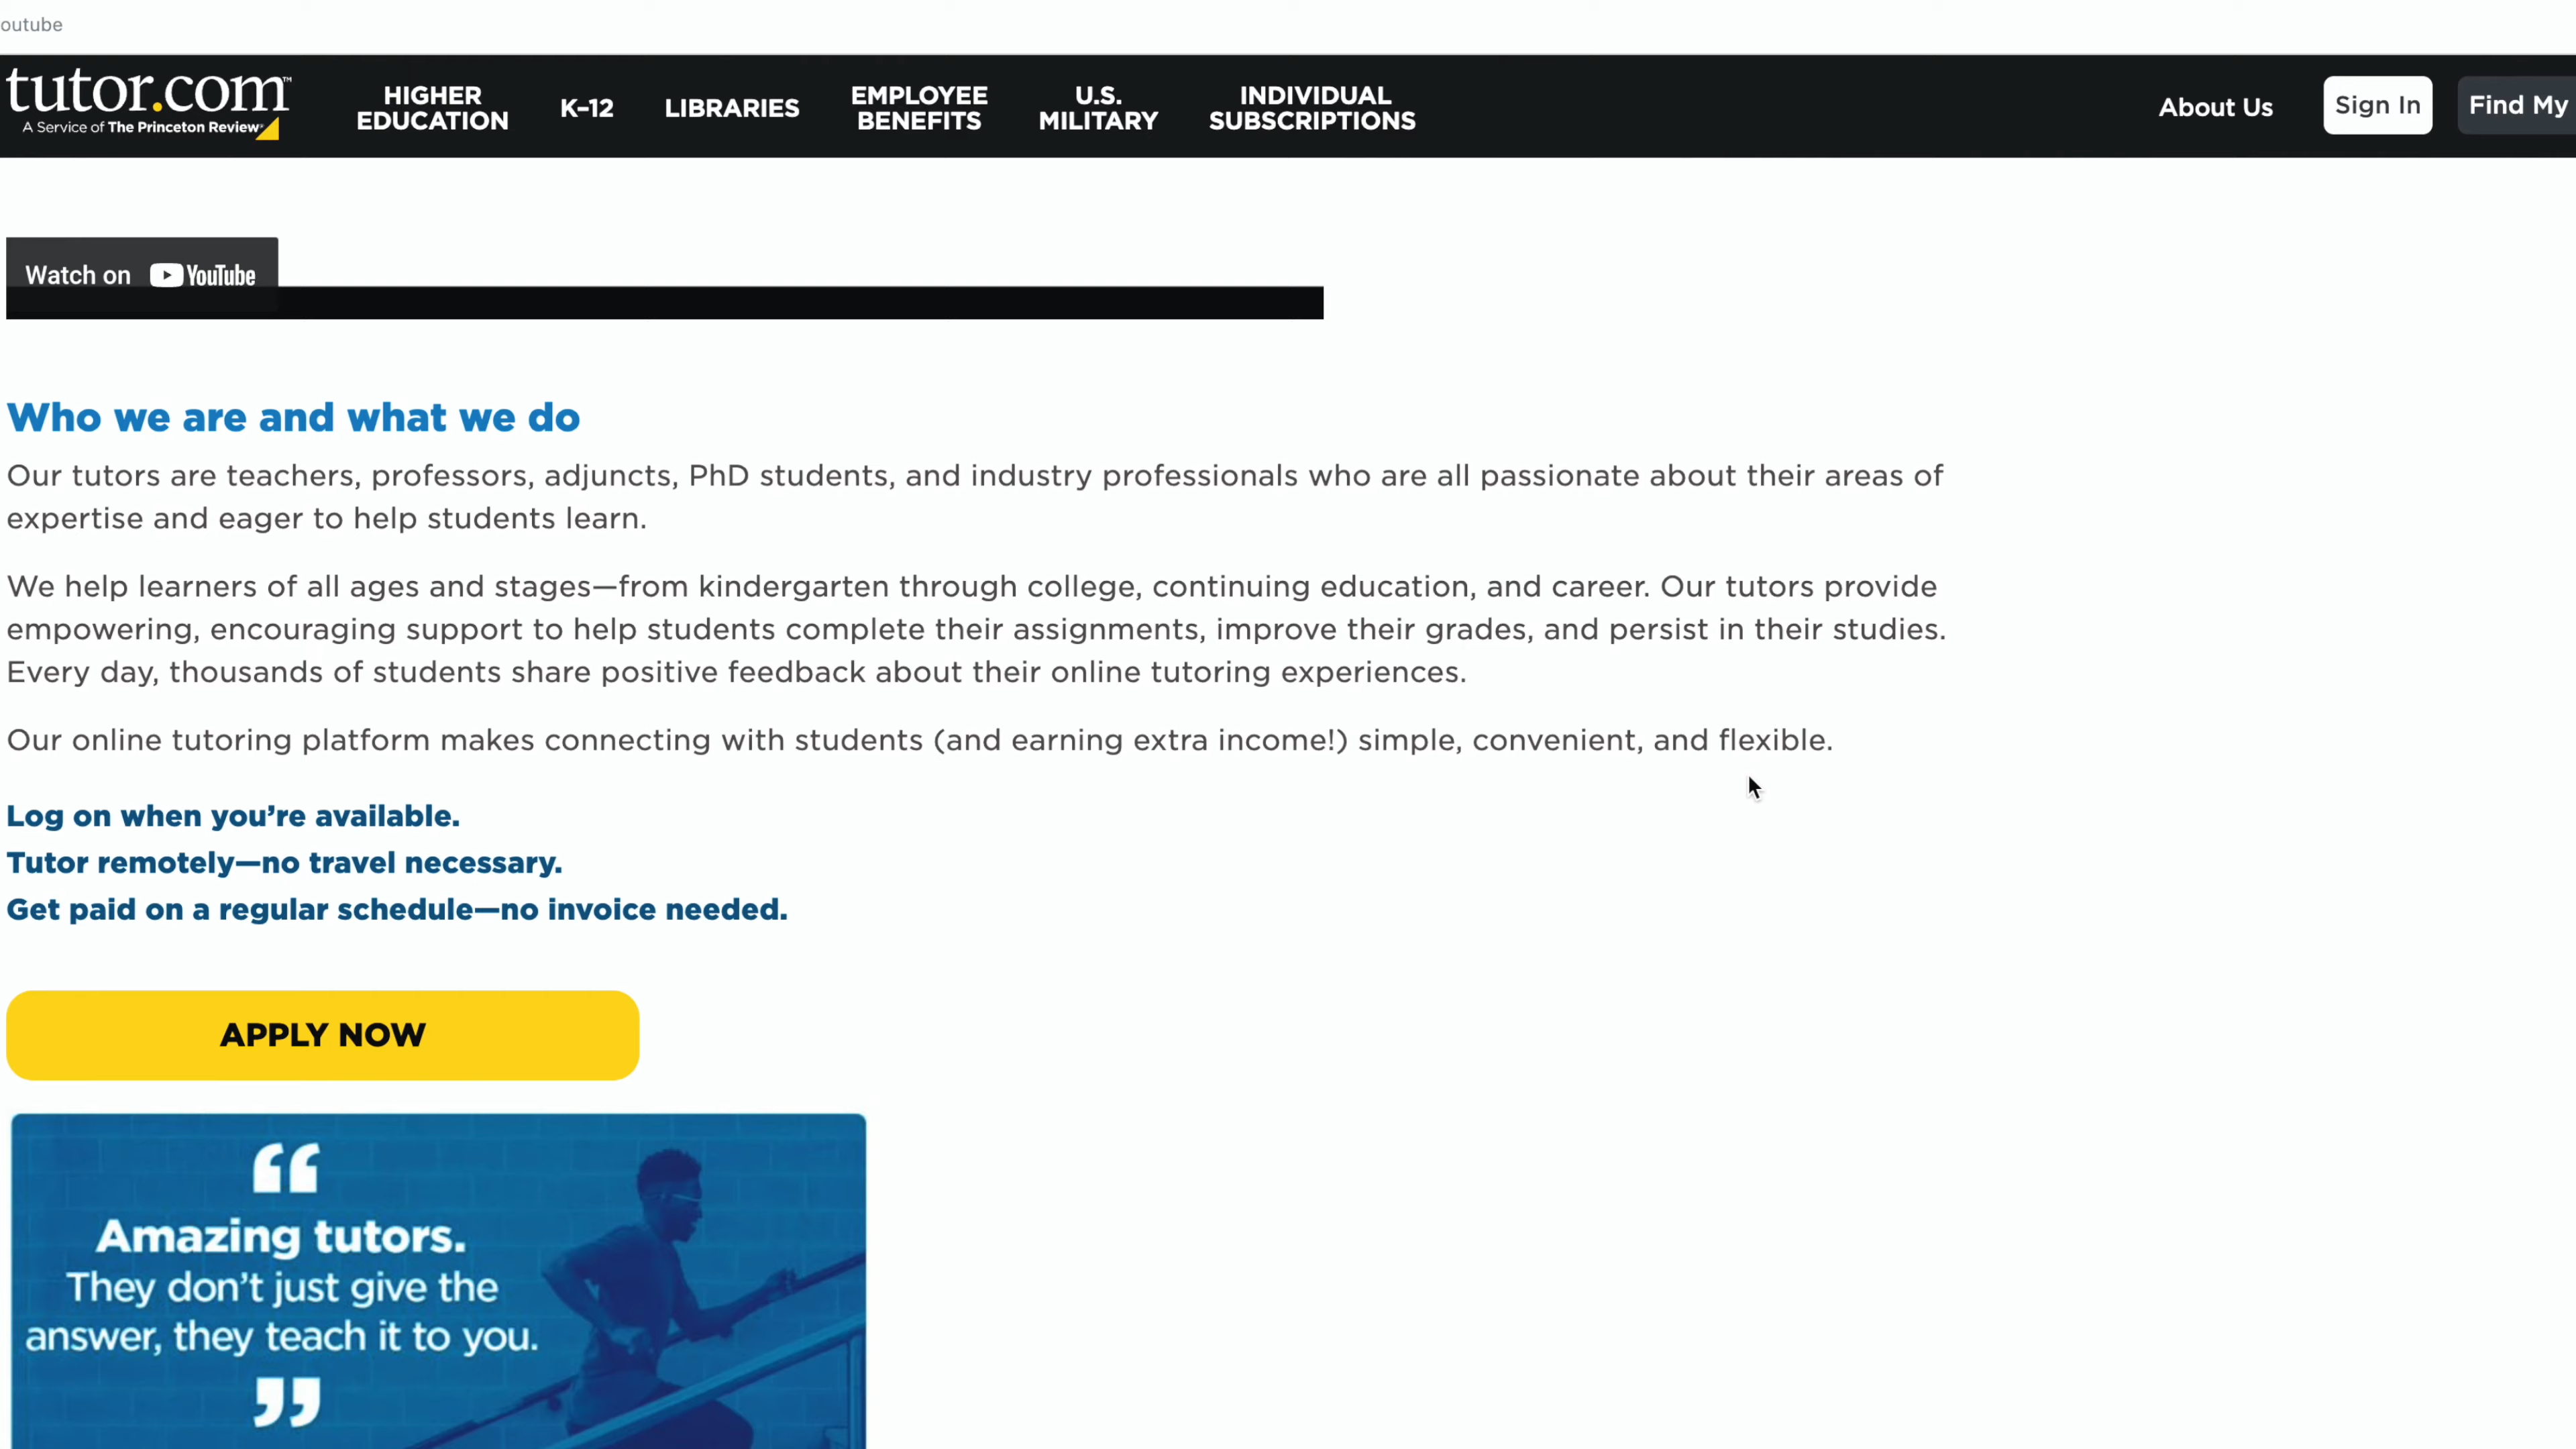 outube
tutor.com™
A Service of The Princeton Review®
HIGHER
EDUCATION
K-12
LIBRARIES
EMPLOYEE
BENEFITS
U.S.
MILITARY
INDIVIDUAL
SUBSCRIPTIONS
About Us
Sign In
Find My
Watch on YouTube
Who we are and what we do
Our tutors are teachers, professors, adjuncts, PhD students, and industry professionals who are all passionate about their areas of
expertise and eager to help students learn.
We help learners of all ages and stages—from kindergarten through college, continuing education, and career. Our tutors provide
empowering, encouraging support to help students complete their assignments, improve their grades, and persist in their studies.
Every day, thousands of students share positive feedback about their online tutoring experiences.
Our online tutoring platform makes connecting with students (and earning extra income!) simple, convenient, and flexible.
Log on when you’re available.
Tutor remotely—no travel necessary.
Get paid on a regular schedule—no invoice needed.
APPLY NOW
“
Amazing tutors.
They don’t just give the
answer, they teach it to you.
”